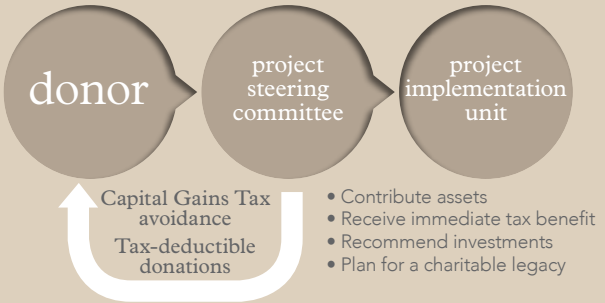 donor
project
steering
committee
project
implementation
unit
Capital Gains Tax
avoidance
Tax-deductible
donations
• Contribute assets
• Receive immediate tax benefit
• Recommend investments
• Plan for a charitable legacy